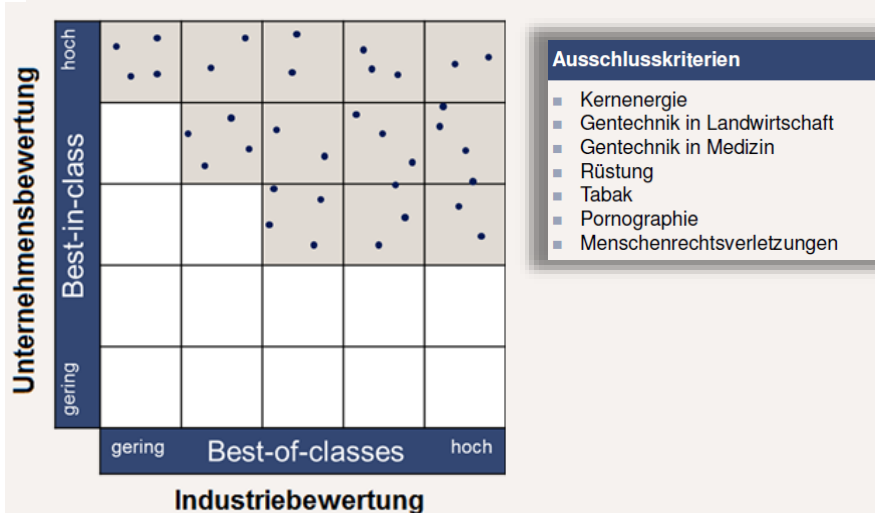 Unternehmensbewertung
Best-in-class
hoch
gering
gering
Best-of-classes
hoch
Industriebewertung
Ausschlusskriterien
Kernenergie
Gentechnik in Landwirtschaft
Gentechnik in Medizin
Rüstung
Tabak
Pornographie
Menschenrechtsverletzungen